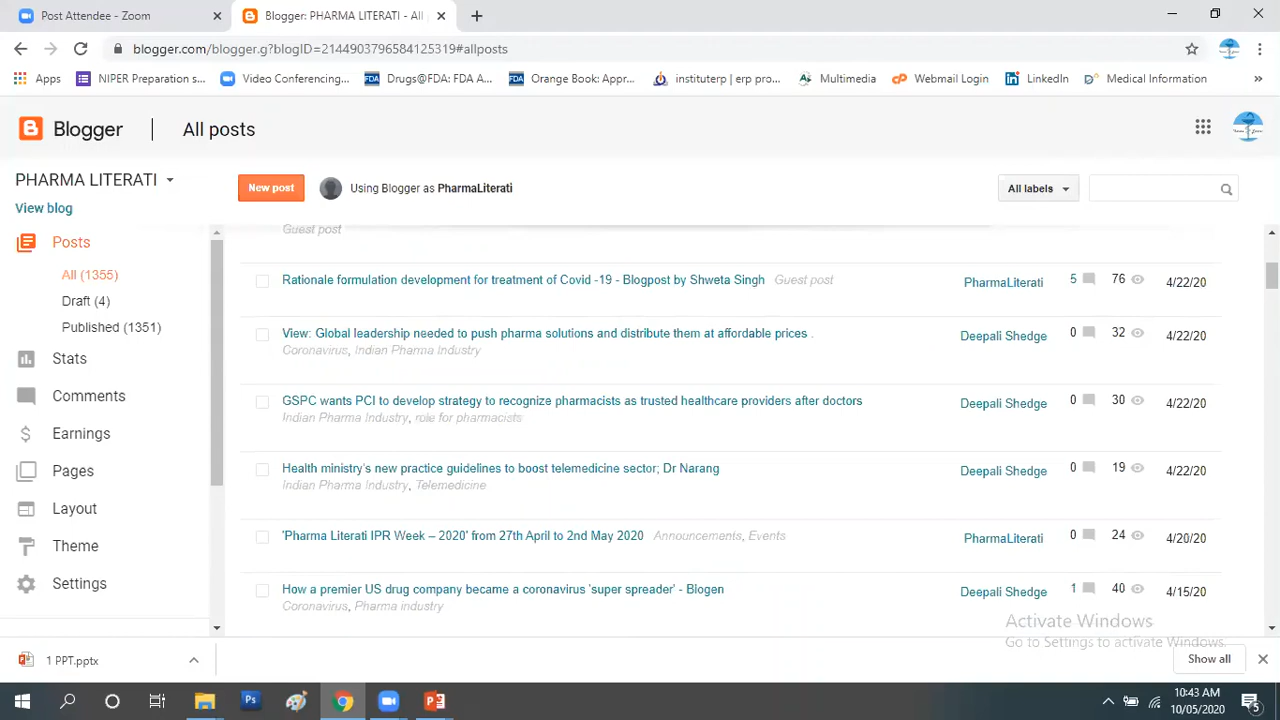 Post Attendee - Zoom
Blogger: PHARMA LITERATI - All
blogger.com/blogger.g?blogID=2144903796584125319#allposts
Apps
NIPER Preparation s...
Video Conferencing...
Drugs@FDA: FDA A...
Orange Book: Appr...
instituterp | erp pro...
Multimedia
Webmail Login
LinkedIn
Medical Information
»
Blogger
All posts
PHARMA LITERATI
New post
Using Blogger as PharmaLiterati
All labels
View blog
Posts
All (1355)
Draft (4)
Published (1351)
Stats
Comments
Earnings
Pages
Layout
Theme
Settings
Guest post
Rationale formulation development for treatment of Covid -19 - Blogpost by Shweta Singh Guest post
PharmaLiterati 5 76 4/22/20
View: Global leadership needed to push pharma solutions and distribute them at affordable prices .
Coronavirus, Indian Pharma Industry
Deepali Shedge 0 32 4/22/20
GSPC wants PCI to develop strategy to recognize pharmacists as trusted healthcare providers after doctors
Indian Pharma Industry, role for pharmacists
Deepali Shedge 0 30 4/22/20
Health ministry's new practice guidelines to boost telemedicine sector; Dr Narang
Indian Pharma Industry, Telemedicine
Deepali Shedge 0 19 4/22/20
'Pharma Literati IPR Week – 2020' from 27th April to 2nd May 2020 Announcements, Events
PharmaLiterati 0 24 4/20/20
How a premier US drug company became a coronavirus 'super spreader' - Blogen
Coronavirus, Pharma industry
Deepali Shedge 1 40 4/15/20
Activate Windows
Go to Settings to activate Windows.
1 PPT.pptx
Show all
10:43 AM
10/05/2020
5